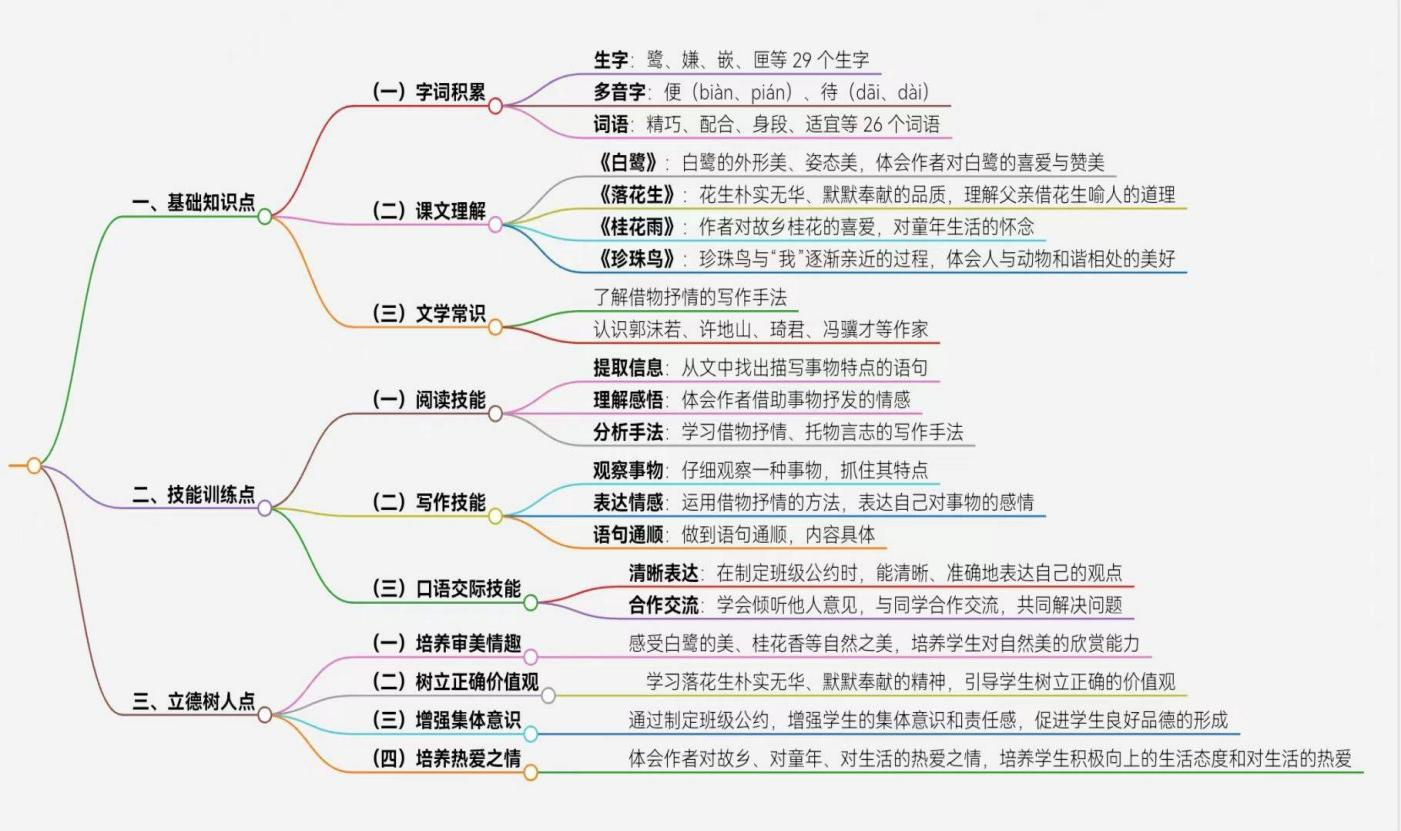 一、基础知识点
（一）字词积累
生字：鹭、嫌、嵌、匣等 29 个生字
多音字：便（biàn、pián）、待（dāi、dài）
词语：精巧、配合、身段、适宜等 26 个词语
（二）课文理解
《白鹭》：白鹭的外形美、姿态美，体会作者对白鹭的喜爱与赞美
《落花生》：花生朴实无华、默默奉献的品质，理解父亲借花生喻人的道理
《桂花雨》：作者对故乡桂花的喜爱，对童年生活的怀念
《珍珠鸟》：珍珠鸟与“我”逐渐亲近的过程，体会人与动物和谐相处的美好
（三）文学常识
了解借物抒情的写作手法
认识郭沫若、许地山、琦君、冯骥才等作家
二、技能训练点
（一）阅读技能
提取信息：从文中找出描写事物特点的语句
理解感悟：体会作者借助事物抒发的情感
分析手法：学习借物抒情、托物言志的写作手法
（二）写作技能
观察事物：仔细观察一种事物，抓住其特点
表达情感：运用借物抒情的方法，表达自己对事物的感情
语句通顺：做到语句通顺，内容具体
（三）口语交际技能
清晰表达：在制定班级公约时，能清晰、准确地表达自己的观点
合作交流：学会倾听他人意见，与同学合作交流，共同解决问题
三、立德树人点
（一）培养审美情趣
感受白鹭的美、桂花香等自然之美，培养学生对自然美的欣赏能力
（二）树立正确价值观
学习落花生朴实无华、默默奉献的精神，引导学生树立正确的价值观
（三）增强集体意识
通过制定班级公约，增强学生的集体意识和责任感，促进学生良好品德的形成
（四）培养热爱之情
体会作者对故乡、对童年、对生活的热爱之情，培养学生积极向上的生活态度和对生活的热爱